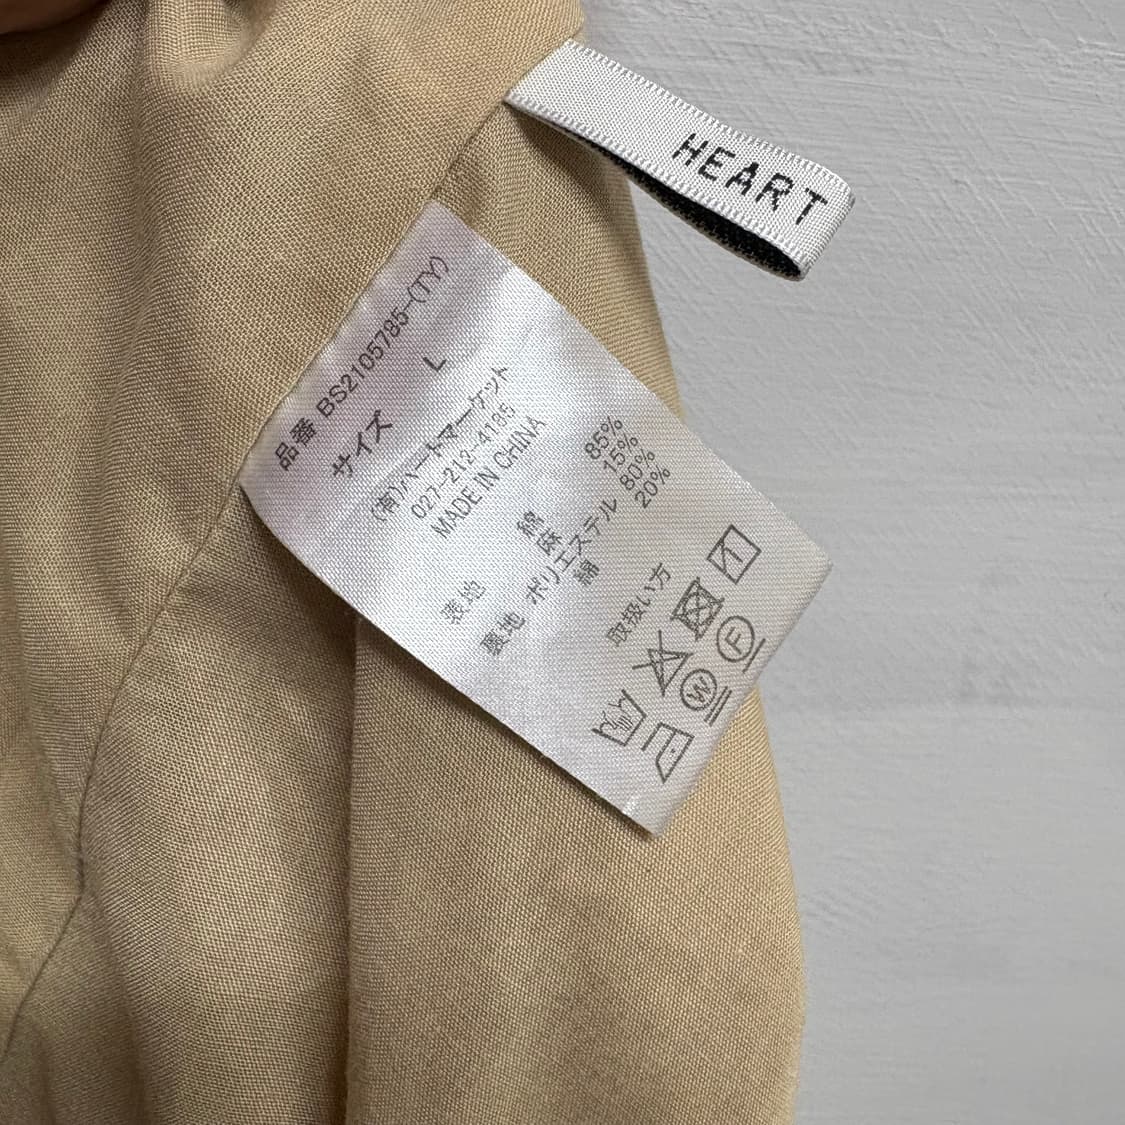 HEART
品番 BS2105785-(TY)
サイズ L
(有)ハートマーケット
027-212-4185
MADE IN CHINA
表地 綿 85%
麻 15%
裏地 ポリエステル 80%
綿 20%
取扱い方
W F